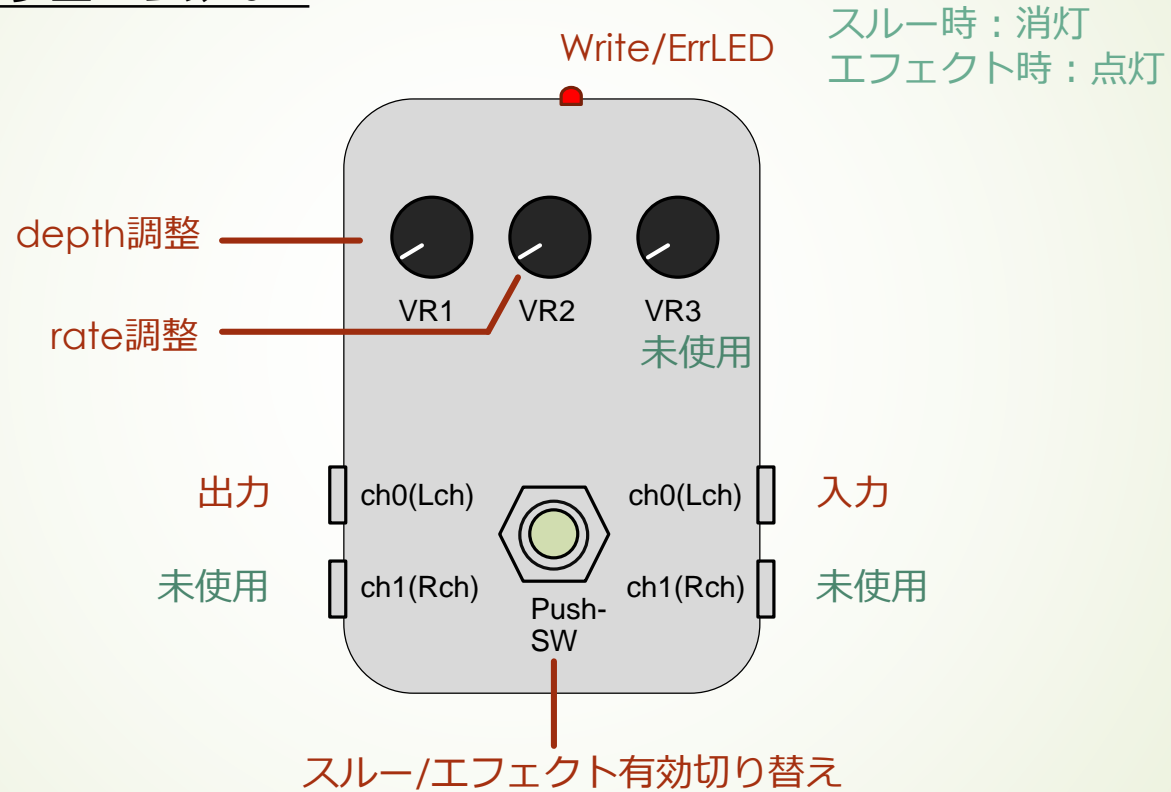 スルー時：消灯
エフェクト時：点灯
Write/ErrLED
depth調整
rate調整
VR1
VR2
VR3
未使用
出力
ch0(Lch)
ch0(Lch)
入力
未使用
ch1(Rch)
ch1(Rch)
未使用
Push-
SW
スルー/エフェクト有効切り替え